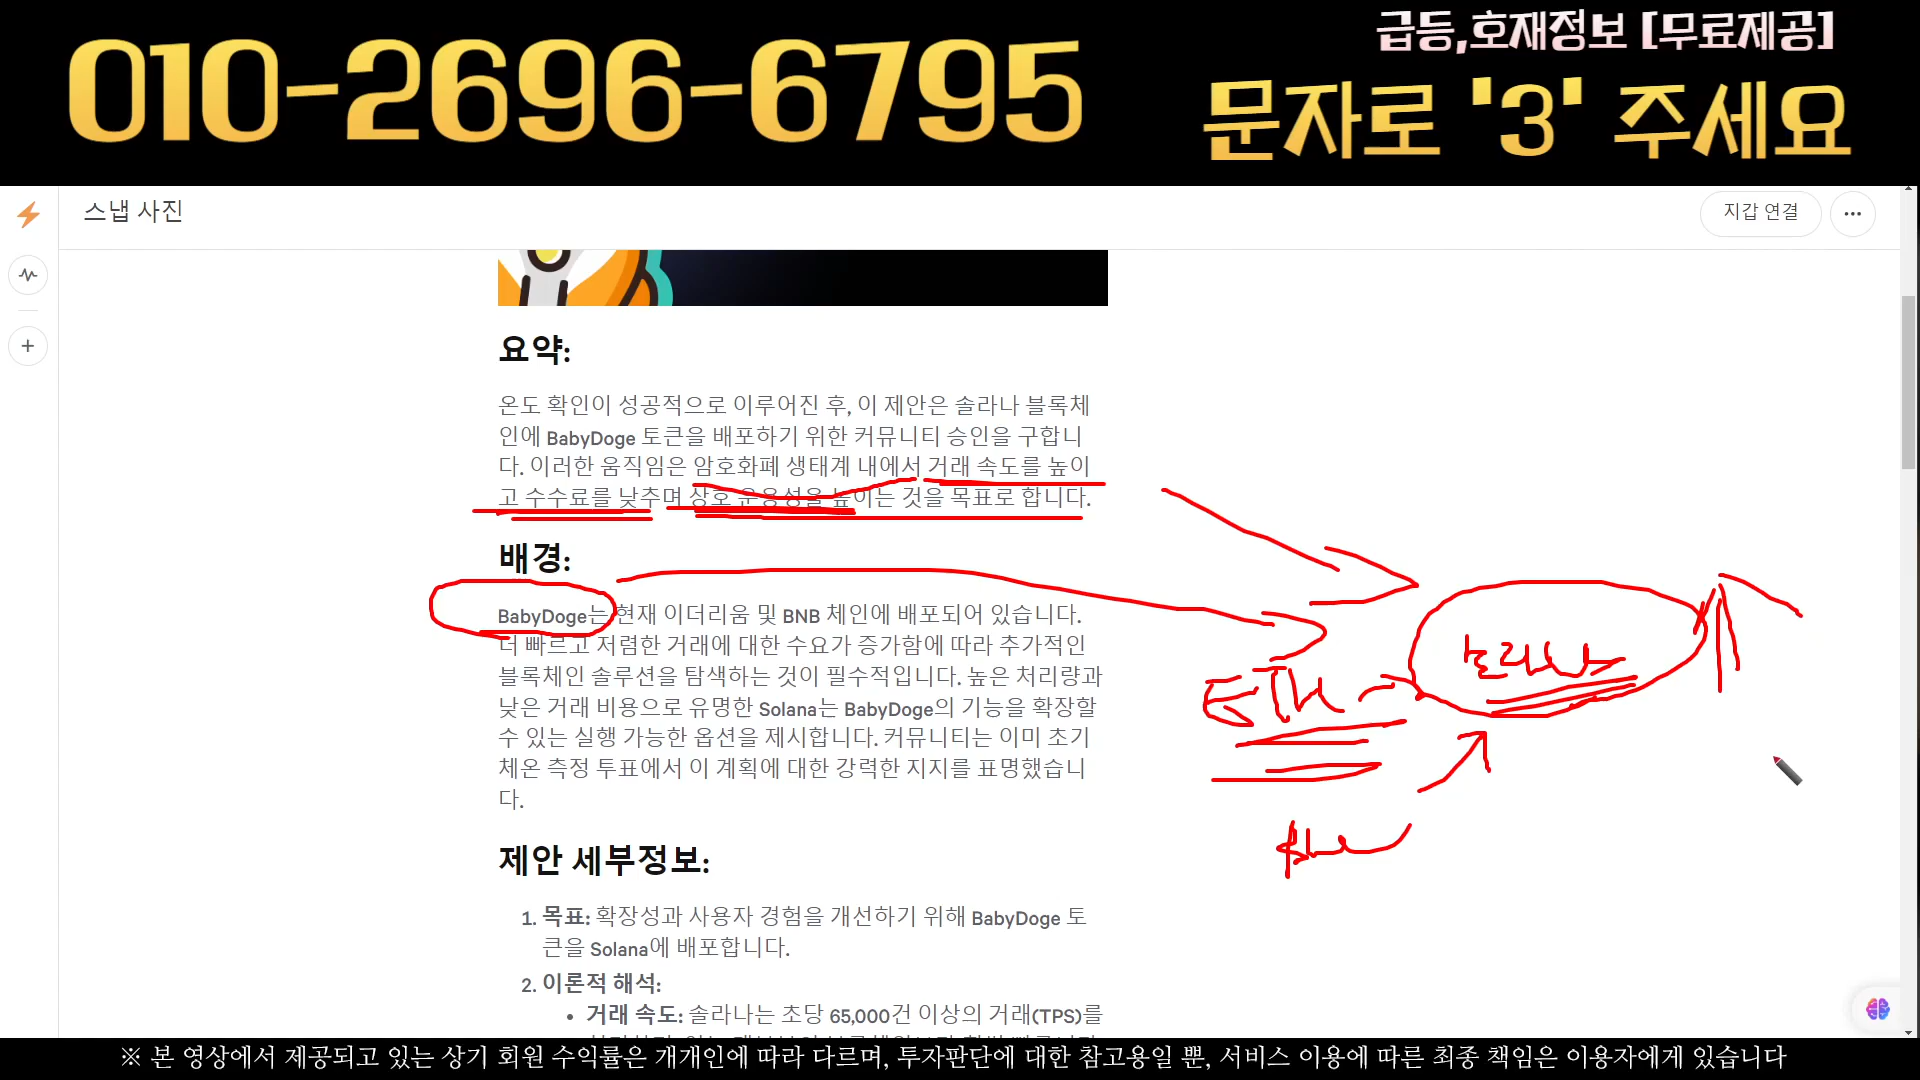 010-2696-6795
급등,호재정보 [무료제공]
문자로 '3' 주세요
스냅 사진
지갑 연결
요약:
온도 확인이 성공적으로 이루어진 후, 이 제안은 솔라나 블록체
인에 BabyDoge 토큰을 배포하기 위한 커뮤니티 승인을 구합니
다. 이러한 움직임은 암호화폐 생태계 내에서 거래 속도를 높이
고 수수료를 낮추며 상호 운용성을 높이는 것을 목표로 합니다.
배경:
BabyDoge는 현재 이더리움 및 BNB 체인에 배포되어 있습니다.
더 빠르고 저렴한 거래에 대한 수요가 증가함에 따라 추가적인
블록체인 솔루션을 탐색하는 것이 필수적입니다. 높은 처리량과
낮은 거래 비용으로 유명한 Solana는 BabyDoge의 기능을 확장할
수 있는 실행 가능한 옵션을 제시합니다. 커뮤니티는 이미 초기
체온 측정 투표에서 이 계획에 대한 강력한 지지를 표명했습니
다.
솔라나
제안 세부정보:
1. 목표: 확장성과 사용자 경험을 개선하기 위해 BabyDoge 토
큰을 Solana에 배포합니다.
2. 이론적 해석:
• 거래 속도: 솔라나는 초당 65,000건 이상의 거래(TPS)를
※ 본 영상에서 제공되고 있는 상기 회원 수익률은 개개인에 따라 다르며, 투자판단에 대한 참고용일 뿐, 서비스 이용에 따른 최종 책임은 이용자에게 있습니다